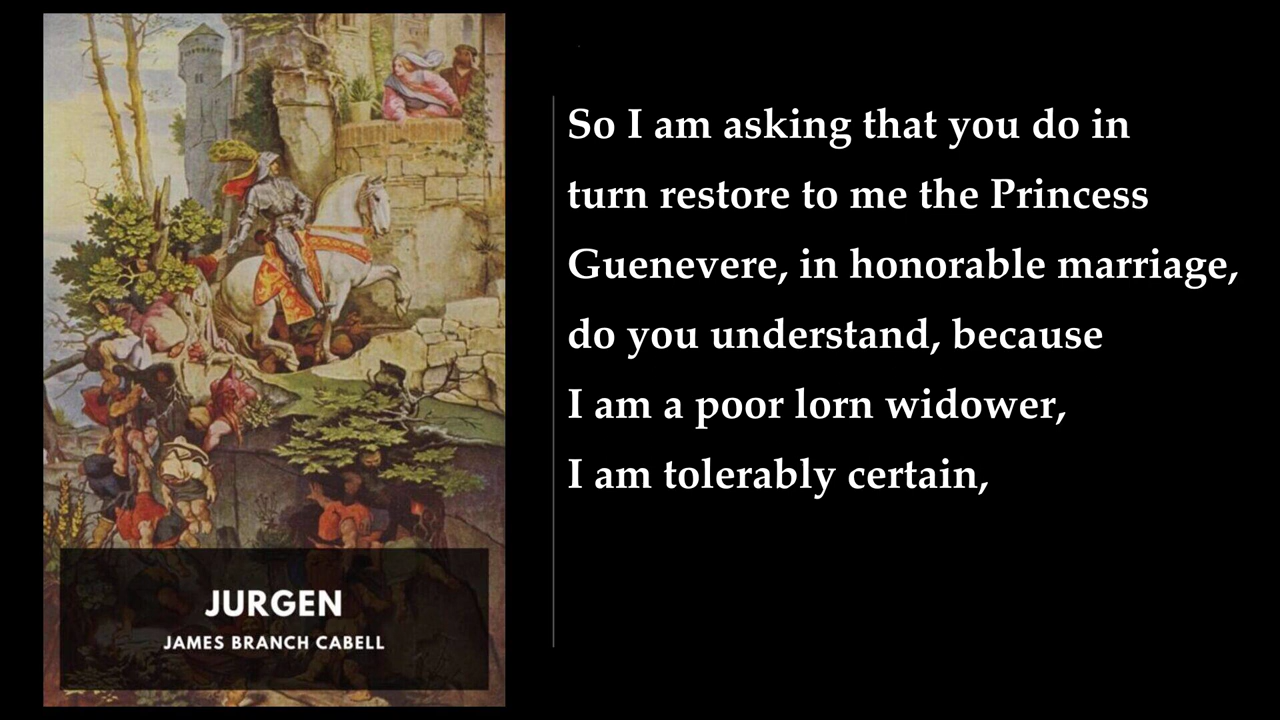 So I am asking that you do in
turn restore to me the Princess
Guenevere, in honorable marriage,
do you understand, because
I am a poor lorn widower,
I am tolerably certain,
JURGEN
JAMES BRANCH CABELL